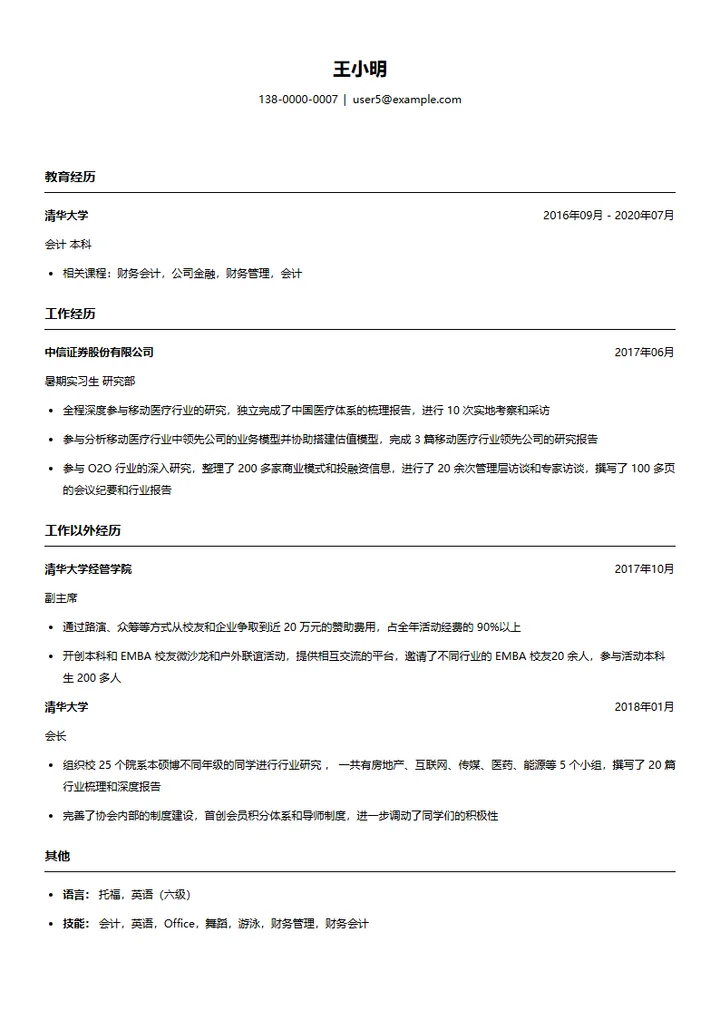 王小明
138-0000-0007 | user5@example.com
教育经历
清华大学 2016年09月 - 2020年07月
会计 本科
• 相关课程：财务会计，公司金融，财务管理，会计
工作经历
中信证券股份有限公司 2017年06月
暑期实习生 研究部
• 全程深度参与移动医疗行业的研究，独立完成了中国医疗体系的梳理报告，进行 10 次实地考察和采访
• 参与分析移动医疗行业中领先公司的业务模型并协助搭建估值模型，完成 3 篇移动医疗行业领先公司的研究报告
• 参与 O2O 行业的深入研究，整理了 200 多家商业模式和投融资信息，进行了 20 余次管理层访谈和专家访谈，撰写了 100 多页
的会议纪要和行业报告
工作以外经历
清华大学经管学院 2017年10月
副主席
• 通过路演、众筹等方式从校友和企业争取到近 20 万元的赞助费用，占全年活动经费的 90%以上
• 开创本科和 EMBA 校友微沙龙和户外联谊活动，提供相互交流的平台，邀请了不同行业的 EMBA 校友20 余人，参与活动本科
生 200 多人
清华大学 2018年01月
会长
• 组织校 25 个院系本硕博不同年级的同学进行行业研究 ， 一共有房地产、互联网、传媒、医药、能源等 5 个小组，撰写了 20 篇
行业梳理和深度报告
• 完善了协会内部的制度建设，首创会员积分体系和导师制度，进一步调动了同学们的积极性
其他
• 语言： 托福，英语（六级）
• 技能： 会计，英语，Office，舞蹈，游泳，财务管理，财务会计